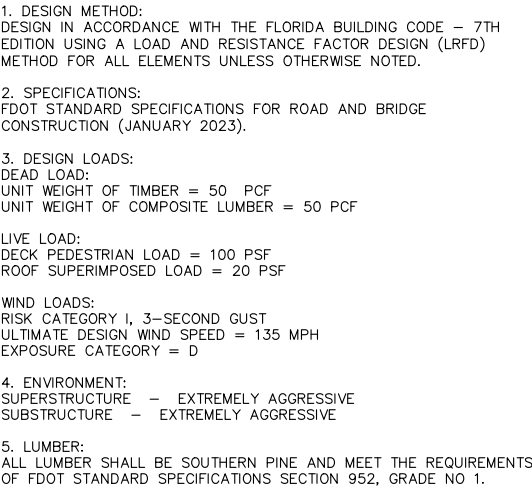 1. DESIGN METHOD:
DESIGN IN ACCORDANCE WITH THE FLORIDA BUILDING CODE – 7TH
EDITION USING A LOAD AND RESISTANCE FACTOR DESIGN (LRFD)
METHOD FOR ALL ELEMENTS UNLESS OTHERWISE NOTED.
2. SPECIFICATIONS:
FDOT STANDARD SPECIFICATIONS FOR ROAD AND BRIDGE
CONSTRUCTION (JANUARY 2023).
3. DESIGN LOADS:
DEAD LOAD:
UNIT WEIGHT OF TIMBER = 50 PCF
UNIT WEIGHT OF COMPOSITE LUMBER = 50 PCF
LIVE LOAD:
DECK PEDESTRIAN LOAD = 100 PSF
ROOF SUPERIMPOSED LOAD = 20 PSF
WIND LOADS:
RISK CATEGORY I, 3–SECOND GUST
ULTIMATE DESIGN WIND SPEED = 135 MPH
EXPOSURE CATEGORY = D
4. ENVIRONMENT:
SUPERSTRUCTURE – EXTREMELY AGGRESSIVE
SUBSTRUCTURE – EXTREMELY AGGRESSIVE
5. LUMBER:
ALL LUMBER SHALL BE SOUTHERN PINE AND MEET THE REQUIREMENTS
OF FDOT STANDARD SPECIFICATIONS SECTION 952, GRADE NO 1.